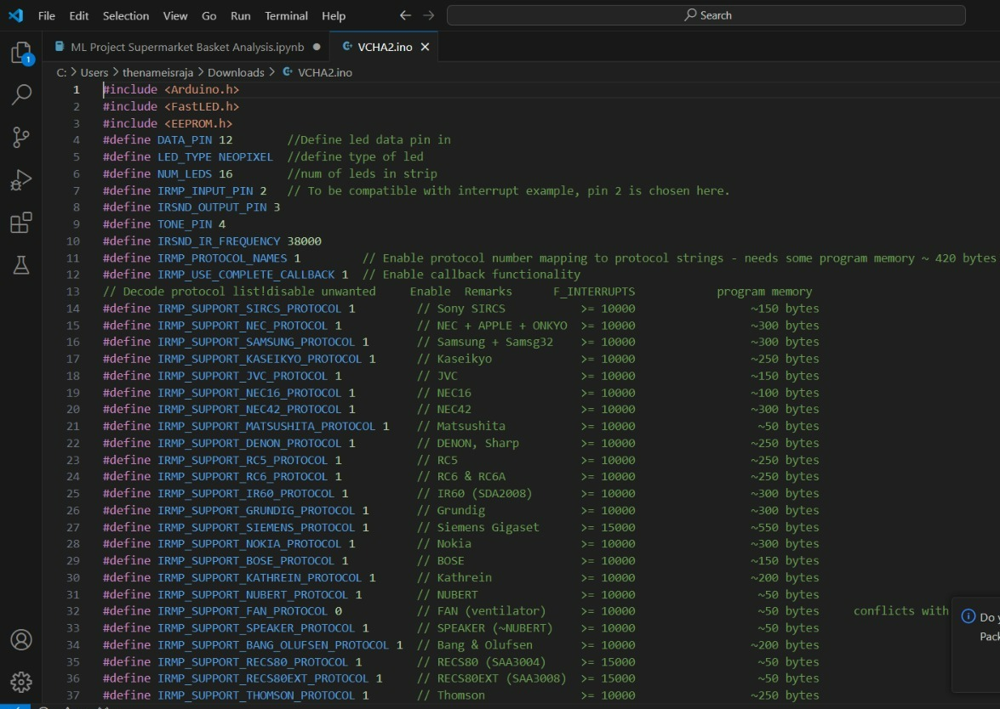 File Edit Selection View Go Run Terminal Help Search
ML Project Supermarket Basket Analysis.ipynb VCHA2.ino
C: > Users > thenameisraja > Downloads > VCHA2.ino
1 #include <Arduino.h>
2 #include <FastLED.h>
3 #include <EEPROM.h>
4 #define DATA_PIN 12 //Define led data pin in
5 #define LED_TYPE NEOPIXEL //define type of led
6 #define NUM_LEDS 16 //num of leds in strip
7 #define IRMP_INPUT_PIN 2 // To be compatible with interrupt example, pin 2 is chosen here.
8 #define IRSND_OUTPUT_PIN 3
9 #define TONE_PIN 4
10 #define IRSND_IR_FREQUENCY 38000
11 #define IRMP_PROTOCOL_NAMES 1 // Enable protocol number mapping to protocol strings - needs some program memory ~ 420 bytes
12 #define IRMP_USE_COMPLETE_CALLBACK 1 // Enable callback functionality
13 // Decode protocol list!disable unwanted Enable Remarks F_INTERRUPTS program memory
14 #define IRMP_SUPPORT_SIRCS_PROTOCOL 1 // Sony SIRCS >= 10000 ~150 bytes
15 #define IRMP_SUPPORT_NEC_PROTOCOL 1 // NEC + APPLE + ONKYO >= 10000 ~300 bytes
16 #define IRMP_SUPPORT_SAMSUNG_PROTOCOL 1 // Samsung + Samsg32 >= 10000 ~300 bytes
17 #define IRMP_SUPPORT_KASEIKYO_PROTOCOL 1 // Kaseikyo >= 10000 ~250 bytes
18 #define IRMP_SUPPORT_JVC_PROTOCOL 1 // JVC >= 10000 ~150 bytes
19 #define IRMP_SUPPORT_NEC16_PROTOCOL 1 // NEC16 >= 10000 ~100 bytes
20 #define IRMP_SUPPORT_NEC42_PROTOCOL 1 // NEC42 >= 10000 ~300 bytes
21 #define IRMP_SUPPORT_MATSUSHITA_PROTOCOL 1 // Matsushita >= 10000 ~50 bytes
22 #define IRMP_SUPPORT_DENON_PROTOCOL 1 // DENON, Sharp >= 10000 ~250 bytes
23 #define IRMP_SUPPORT_RC5_PROTOCOL 1 // RC5 >= 10000 ~250 bytes
24 #define IRMP_SUPPORT_RC6_PROTOCOL 1 // RC6 & RC6A >= 10000 ~250 bytes
25 #define IRMP_SUPPORT_IR60_PROTOCOL 1 // IR60 (SDA2008) >= 10000 ~300 bytes
26 #define IRMP_SUPPORT_GRUNDIG_PROTOCOL 1 // Grundig >= 10000 ~300 bytes
27 #define IRMP_SUPPORT_SIEMENS_PROTOCOL 1 // Siemens Gigaset >= 15000 ~550 bytes
28 #define IRMP_SUPPORT_NOKIA_PROTOCOL 1 // Nokia >= 10000 ~300 bytes
29 #define IRMP_SUPPORT_BOSE_PROTOCOL 1 // BOSE >= 10000 ~150 bytes
30 #define IRMP_SUPPORT_KATHREIN_PROTOCOL 1 // Kathrein >= 10000 ~200 bytes
31 #define IRMP_SUPPORT_NUBERT_PROTOCOL 1 // NUBERT >= 10000 ~50 bytes
32 #define IRMP_SUPPORT_FAN_PROTOCOL 0 // FAN (ventilator) >= 10000 ~50 bytes conflicts with
33 #define IRMP_SUPPORT_SPEAKER_PROTOCOL 1 // SPEAKER (~NUBERT) >= 10000 ~50 bytes
34 #define IRMP_SUPPORT_BANG_OLUFSEN_PROTOCOL 1 // Bang & Olufsen >= 10000 ~200 bytes
35 #define IRMP_SUPPORT_RECS80_PROTOCOL 1 // RECS80 (SAA3004) >= 15000 ~50 bytes
36 #define IRMP_SUPPORT_RECS80EXT_PROTOCOL 1 // RECS80EXT (SAA3008) >= 15000 ~50 bytes
37 #define IRMP_SUPPORT_THOMSON_PROTOCOL 1 // Thomson >= 10000 ~250 bytes
1
Do